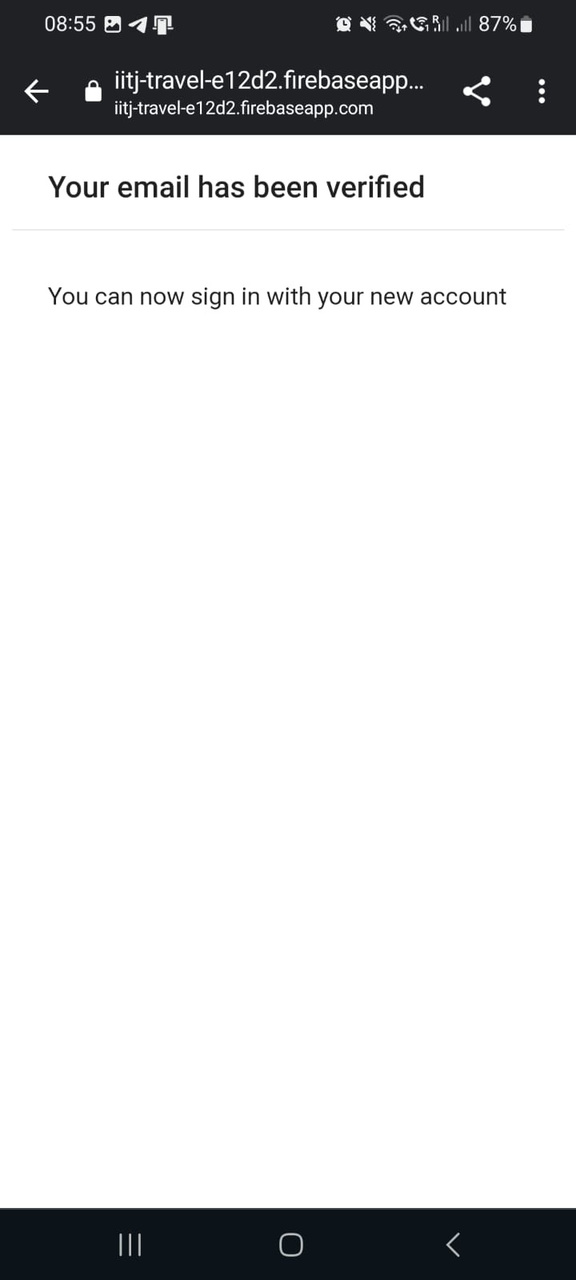 08:55 87%
iitj-travel-e12d2.firebaseapp...
iitj-travel-e12d2.firebaseapp.com
Your email has been verified
You can now sign in with your new account